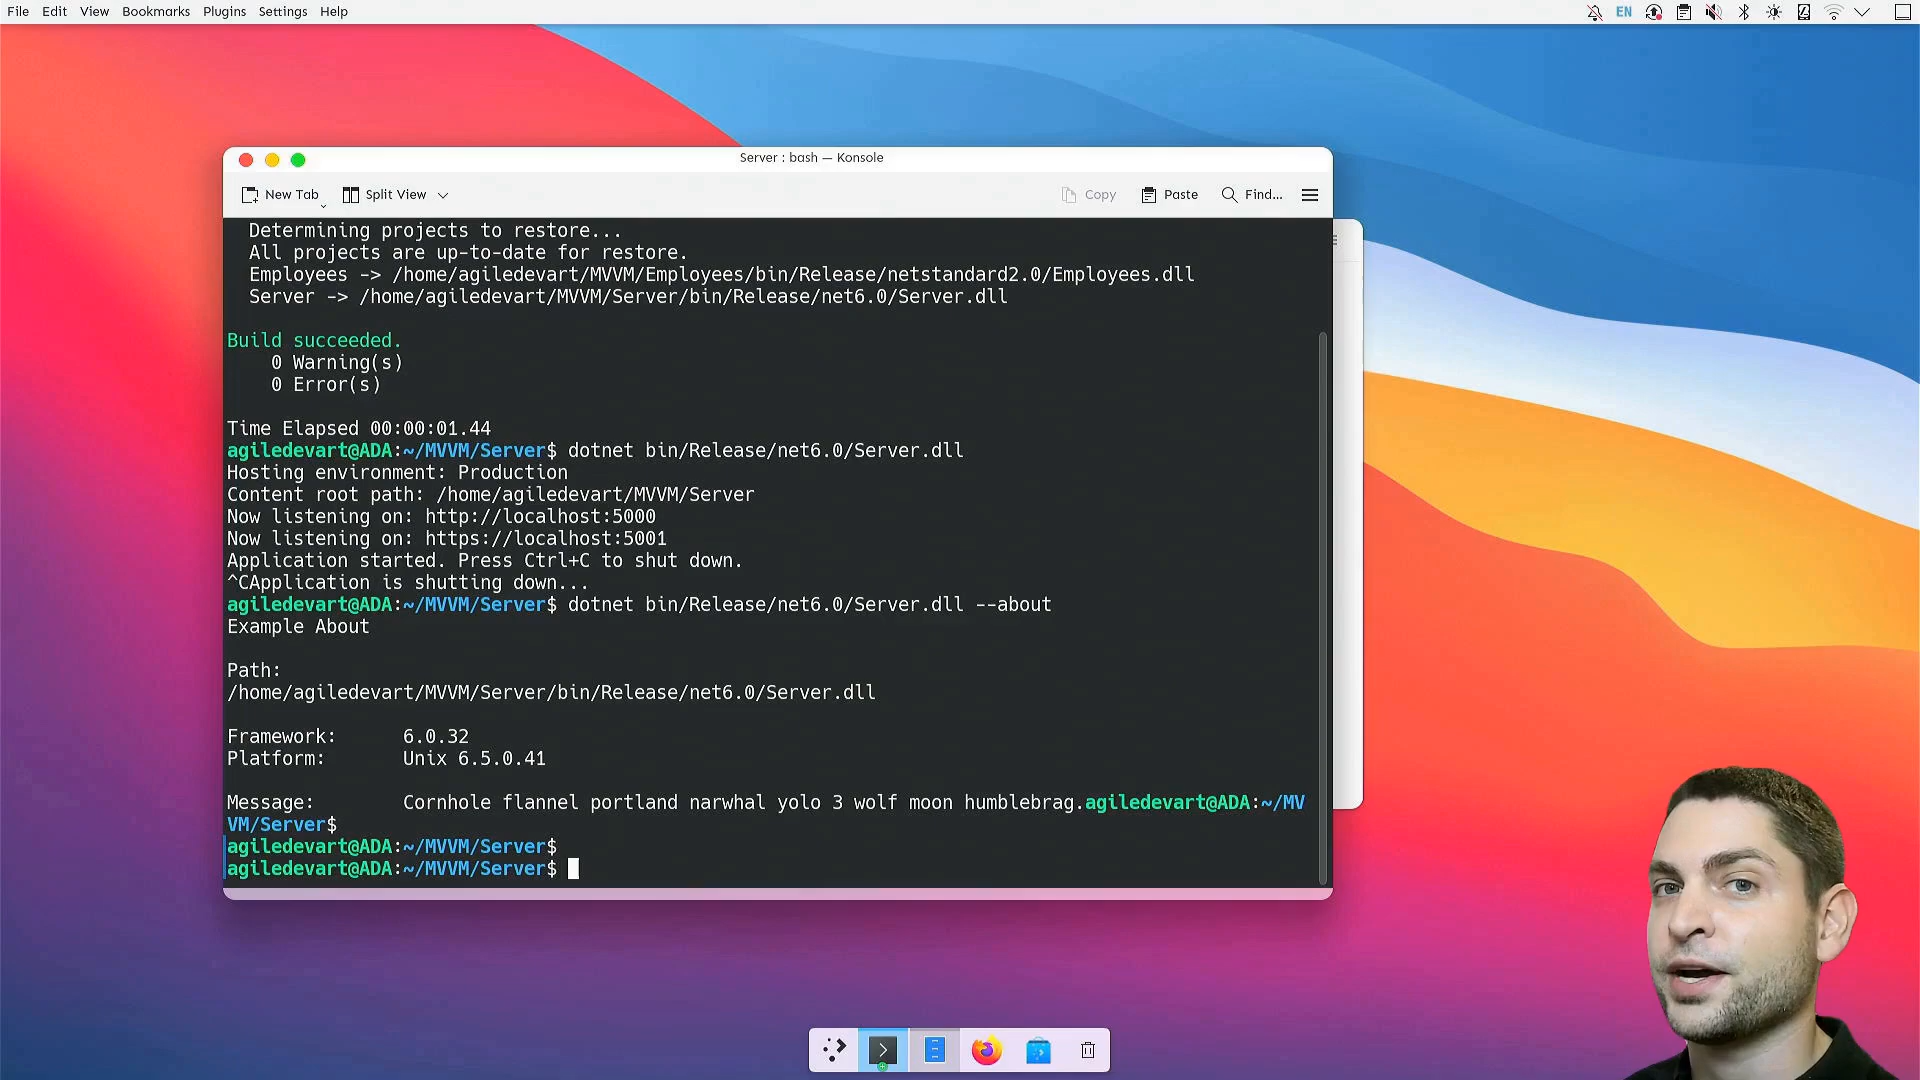 File Edit View Bookmarks Plugins Settings Help
EN
Server : bash — Konsole
New Tab Split View Copy Paste Find...
Determining projects to restore...
All projects are up-to-date for restore.
Employees -> /home/agiledevart/MVVM/Employees/bin/Release/netstandard2.0/Employees.dll
Server -> /home/agiledevart/MVVM/Server/bin/Release/net6.0/Server.dll
Build succeeded.
0 Warning(s)
0 Error(s)
Time Elapsed 00:00:01.44
agiledevart@ADA:~/MVVM/Server$ dotnet bin/Release/net6.0/Server.dll
Hosting environment: Production
Content root path: /home/agiledevart/MVVM/Server
Now listening on: http://localhost:5000
Now listening on: https://localhost:5001
Application started. Press Ctrl+C to shut down.
^CApplication is shutting down...
agiledevart@ADA:~/MVVM/Server$ dotnet bin/Release/net6.0/Server.dll --about
Example About
Path:
/home/agiledevart/MVVM/Server/bin/Release/net6.0/Server.dll
Framework: 6.0.32
Platform: Unix 6.5.0.41
Message: Cornhole flannel portland narwhal yolo 3 wolf moon humblebrag.agiledevart@ADA:~/MV
VM/Server$
agiledevart@ADA:~/MVVM/Server$
agiledevart@ADA:~/MVVM/Server$